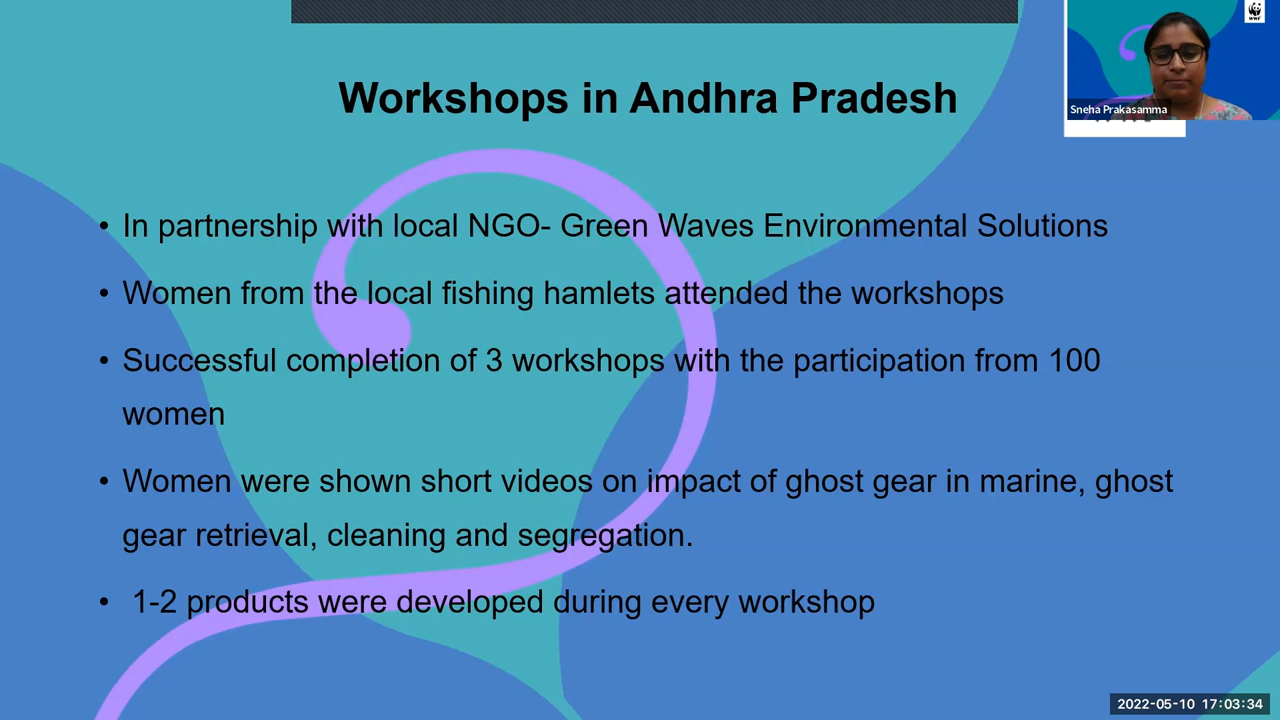 Workshops in Andhra Pradesh
WWF
Sneha Prakasamma
• In partnership with local NGO- Green Waves Environmental Solutions
• Women from the local fishing hamlets attended the workshops
• Successful completion of 3 workshops with the participation from 100
women
• Women were shown short videos on impact of ghost gear in marine, ghost
gear retrieval, cleaning and segregation.
• 1-2 products were developed during every workshop
2022-05-10 17:03:34